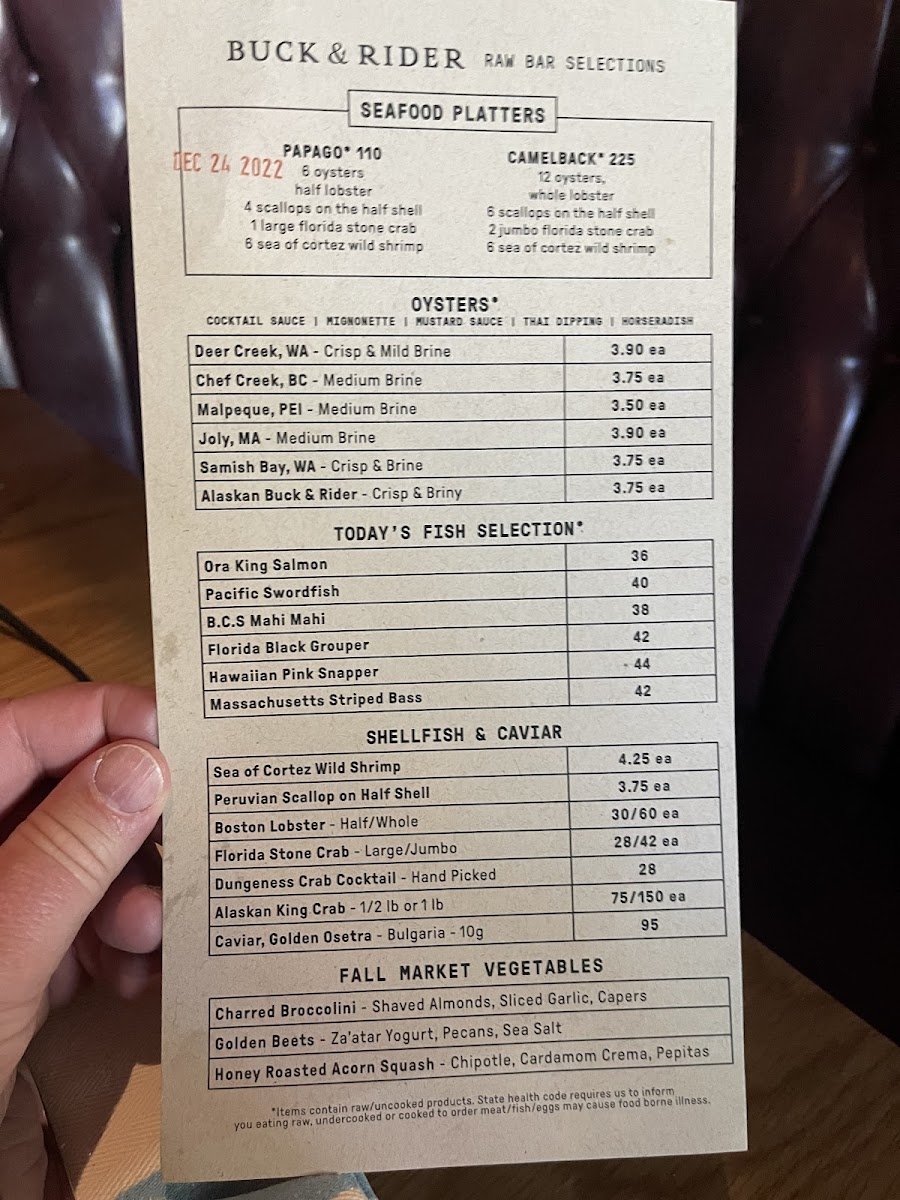 BUCK & RIDER RAW BAR SELECTIONS
SEAFOOD PLATTERS
DEC 24 2022
PAPAGO* 110
6 oysters
half lobster
4 scallops on the half shell
1 large florida stone crab
6 sea of cortez wild shrimp
CAMELBACK* 225
12 oysters,
whole lobster
6 scallops on the half shell
2 jumbo florida stone crab
6 sea of cortez wild shrimp
OYSTERS*
COCKTAIL SAUCE | MIGNONETTE | MUSTARD SAUCE | THAI DIPPING | HORSERADISH
Deer Creek, WA - Crisp & Mild Brine 3.90 ea
Chef Creek, BC - Medium Brine 3.75 ea
Malpeque, PEI - Medium Brine 3.50 ea
Joly, MA - Medium Brine 3.90 ea
Samish Bay, WA - Crisp & Brine 3.75 ea
Alaskan Buck & Rider - Crisp & Briny 3.75 ea
TODAY'S FISH SELECTION*
Ora King Salmon 36
Pacific Swordfish 40
B.C.S Mahi Mahi 38
Florida Black Grouper 42
Hawaiian Pink Snapper 44
Massachusetts Striped Bass 42
SHELLFISH & CAVIAR
Sea of Cortez Wild Shrimp 4.25 ea
Peruvian Scallop on Half Shell 3.75 ea
Boston Lobster - Half/Whole 30/60 ea
Florida Stone Crab - Large/Jumbo 28/42 ea
Dungeness Crab Cocktail - Hand Picked 28
Alaskan King Crab - 1/2 lb or 1 lb 75/150 ea
Caviar, Golden Osetra - Bulgaria - 10g 95
FALL MARKET VEGETABLES
Charred Broccolini - Shaved Almonds, Sliced Garlic, Capers
Golden Beets - Za'atar Yogurt, Pecans, Sea Salt
Honey Roasted Acorn Squash - Chipotle, Cardamom Crema, Pepitas
*Items contain raw/uncooked products. State health code requires us to inform
you eating raw, undercooked or cooked to order meat/fish/eggs may cause food borne illness.